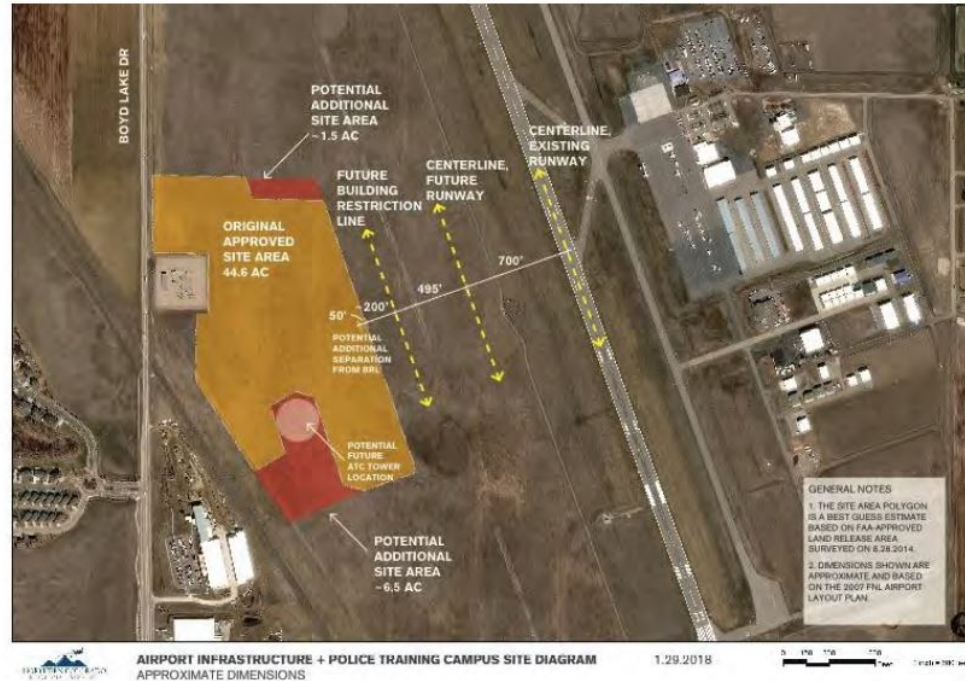 BOYD LAKE DR
POTENTIAL
ADDITIONAL
SITE AREA
~1.5 AC
CENTERLINE,
EXISTING
RUNWAY
FUTURE
BUILDING
RESTRICTION
LINE
CENTERLINE,
FUTURE
RUNWAY
ORIGINAL
APPROVED
SITE AREA
44.6 AC
700'
495'
200'
50'
POTENTIAL
ADDITIONAL
SEPARATION
FROM BRL
POTENTIAL
FUTURE
ATC TOWER
LOCATION
POTENTIAL
ADDITIONAL
SITE AREA
~6.5 AC
GENERAL NOTES
1. THE SITE AREA POLYGON
IS A BEST GUESS ESTIMATE
BASED ON FAA-APPROVED
LAND RELEASE AREA
SURVEYED ON 8.28.2014.
2. DIMENSIONS SHOWN ARE
APPROXIMATE AND BASED
ON THE 2007 FNL AIRPORT
LAYOUT PLAN.
AIRPORT INFRASTRUCTURE + POLICE TRAINING CAMPUS SITE DIAGRAM
APPROXIMATE DIMENSIONS
1.29.2018
0
Feet